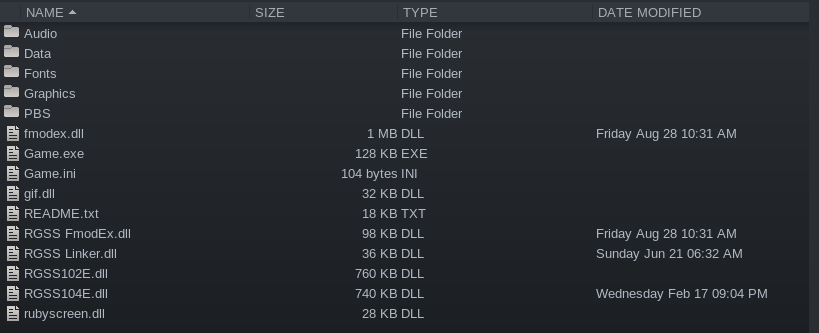 NAME SIZE TYPE DATE MODIFIED
Audio File Folder
Data File Folder
Fonts File Folder
Graphics File Folder
PBS File Folder
fmodex.dll 1 MB DLL Friday Aug 28 10:31 AM
Game.exe 128 KB EXE
Game.ini 104 bytes INI
gif.dll 32 KB DLL
README.txt 18 KB TXT
RGSS FmodEx.dll 98 KB DLL Friday Aug 28 10:31 AM
RGSS Linker.dll 36 KB DLL Sunday Jun 21 06:32 AM
RGSS102E.dll 760 KB DLL
RGSS104E.dll 740 KB DLL Wednesday Feb 17 09:04 PM
rubyscreen.dll 28 KB DLL